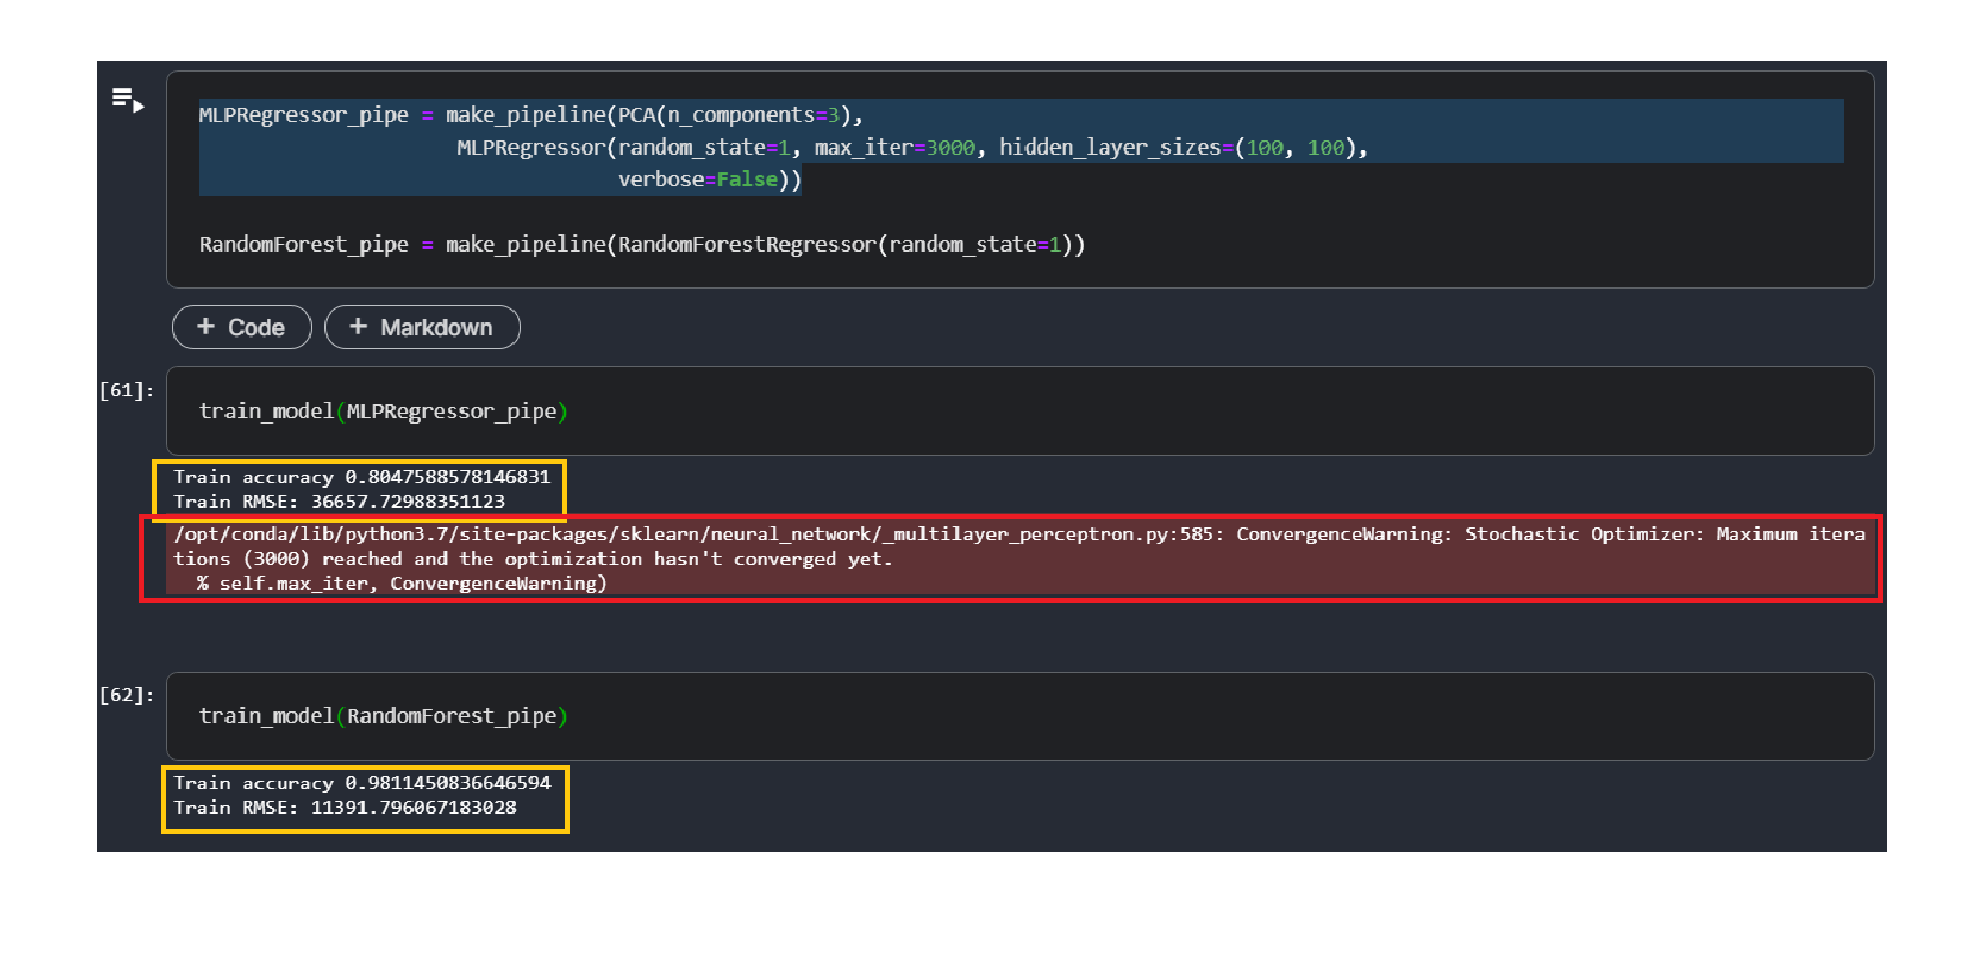 MLPRegressor_pipe = make_pipeline(PCA(n_components=3),
MLPRegressor(random_state=1, max_iter=3000, hidden_layer_sizes=(100, 100),
verbose=False))
RandomForest_pipe = make_pipeline(RandomForestRegressor(random_state=1))
+ Code
+ Markdown
[61]:
train_model(MLPRegressor_pipe)
Train accuracy 0.8047588578146831
Train RMSE: 36657.72988351123
/opt/conda/lib/python3.7/site-packages/sklearn/neural_network/_multilayer_perceptron.py:585: ConvergenceWarning: Stochastic Optimizer: Maximum itera
tions (3000) reached and the optimization hasn't converged yet.
% self.max_iter, ConvergenceWarning)
[62]:
train_model(RandomForest_pipe)
Train accuracy 0.9811450836646594
Train RMSE: 11391.796067183028